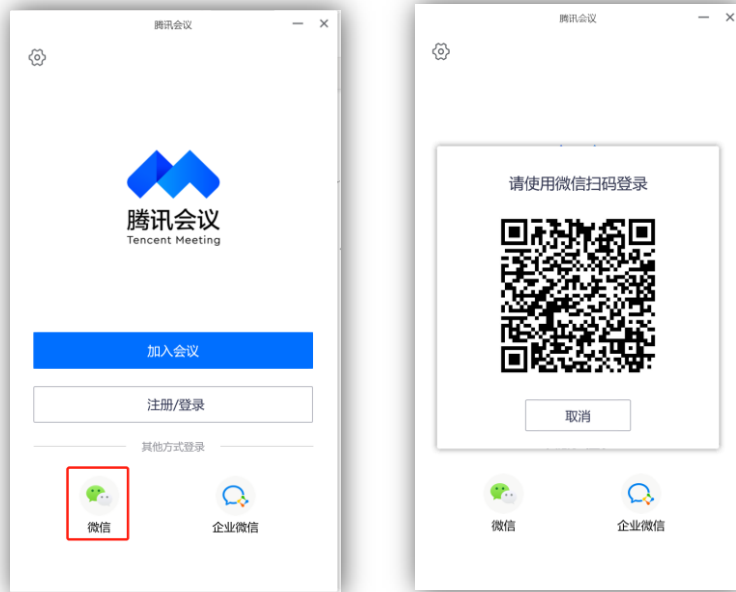 腾讯会议
腾讯会议
Tencent Meeting
加入会议
注册/登录
其他方式登录
微信
企业微信
腾讯会议
请使用微信扫码登录
取消
微信
企业微信